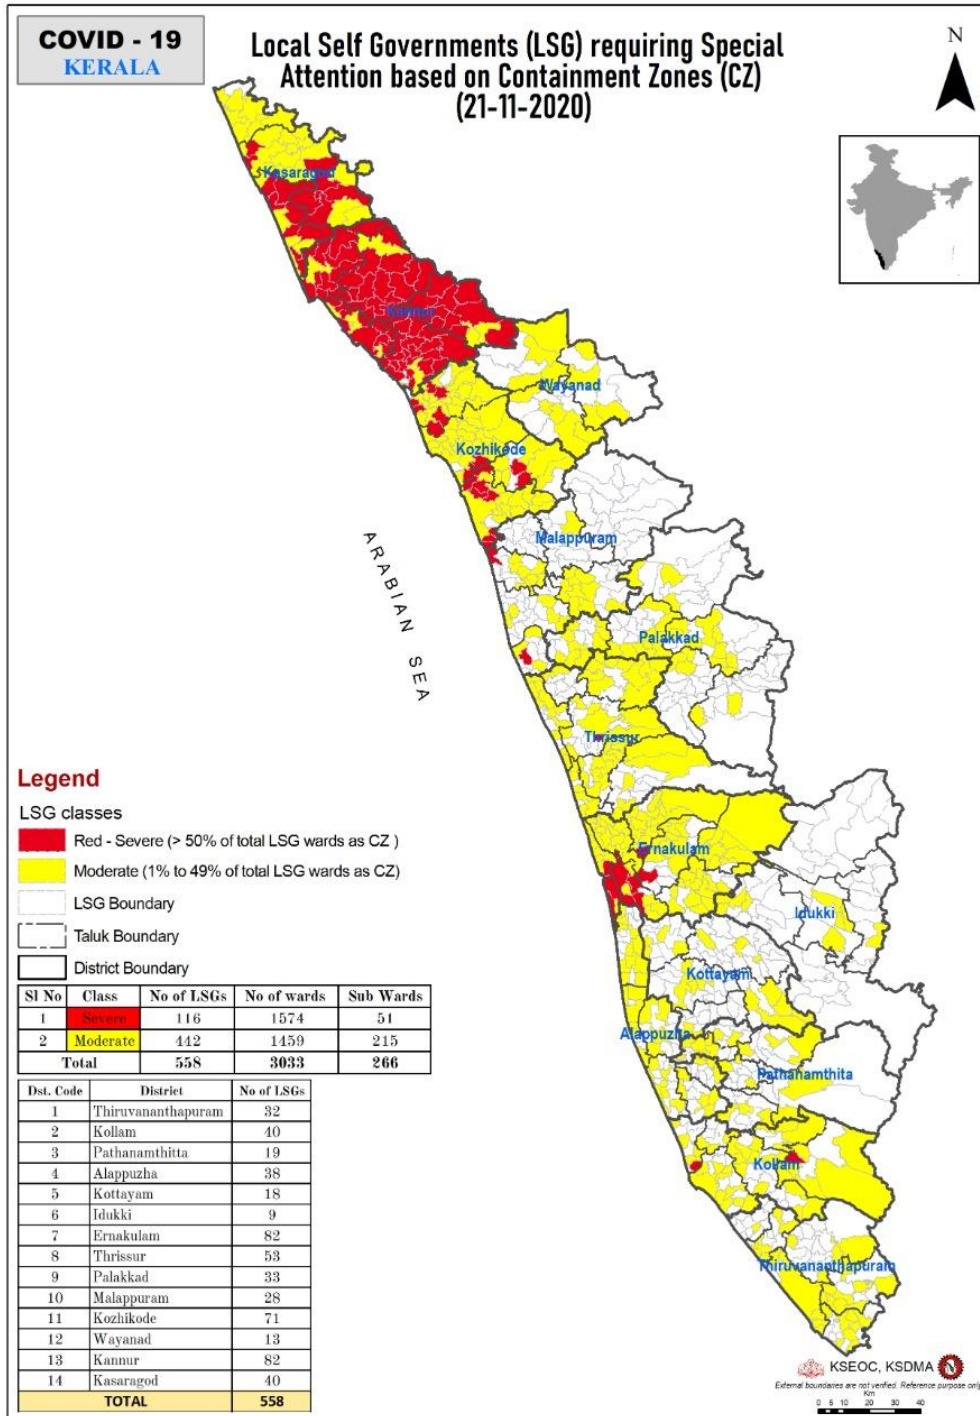 COVID - 19
KERALA
Local Self Governments (LSG) requiring Special
Attention based on Containment Zones (CZ)
(21-11-2020)
N
Kasaragod
Kannur
Wayanad
Kozhikode
Malappuram
ARABIAN SEA
Palakkad
Thrissur
Ernakulam
Idukki
Kottayam
Alappuzha
Pathanamthita
Kollam
Thiruvananthapuram
Legend
LSG classes
Red - Severe (> 50% of total LSG wards as CZ )
Moderate (1% to 49% of total LSG wards as CZ)
LSG Boundary
Taluk Boundary
District Boundary
Sl No Class No of LSGs No of wards Sub Wards
1 Severe 116 1574 51
2 Moderate 442 1459 215
Total 558 3033 266
Dst. Code District No of LSGs
1 Thiruvananthapuram 32
2 Kollam 40
3 Pathanamthitta 19
4 Alappuzha 38
5 Kottayam 18
6 Idukki 9
7 Ernakulam 82
8 Thrissur 53
9 Palakkad 33
10 Malappuram 28
11 Kozhikode 71
12 Wayanad 13
13 Kannur 82
14 Kasaragod 40
TOTAL 558
KSEOC, KSDMA
External boundaries are not verified. Reference purpose only
Km
0 5 10 20 30 40